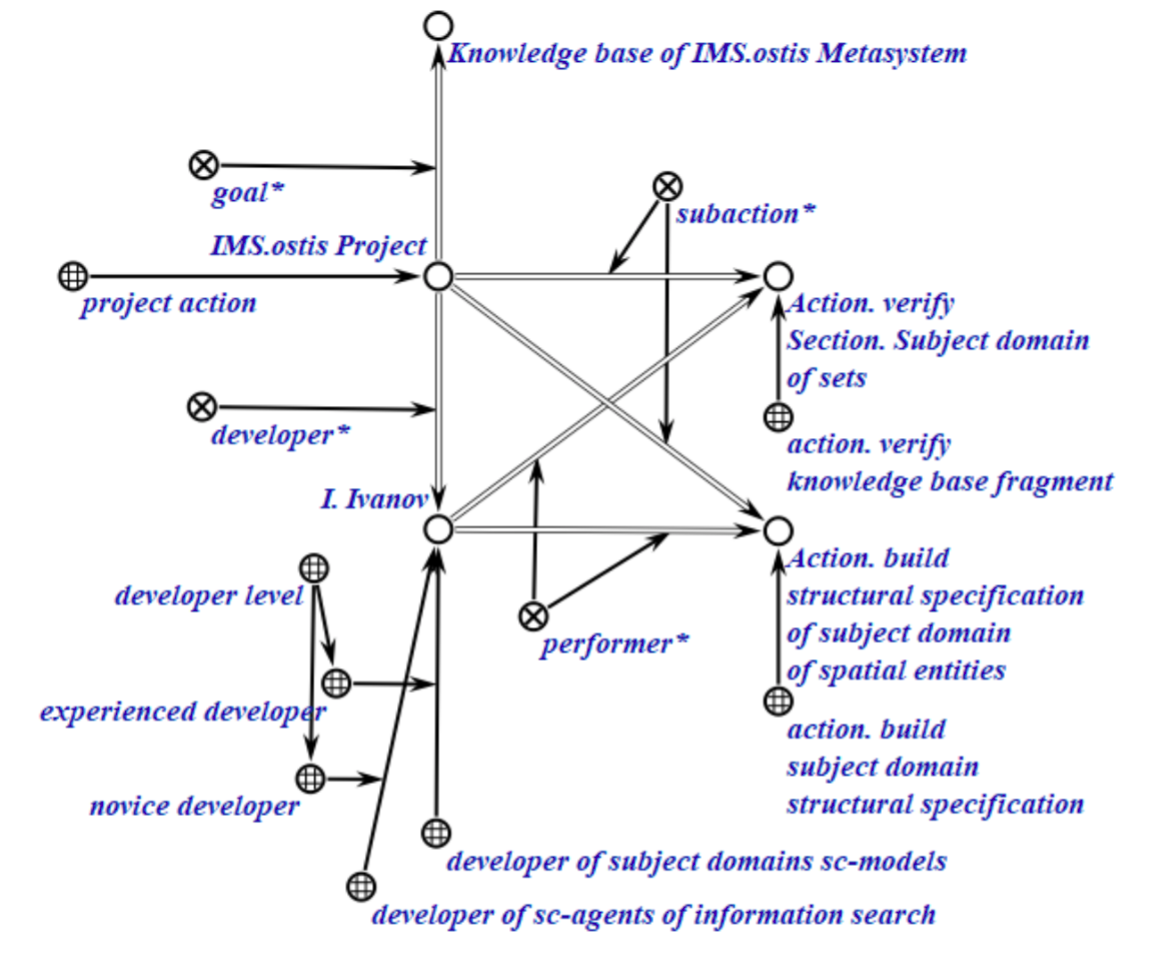 Knowledge base of IMS.ostis Metasystem
goal*
subaction*
IMS.ostis Project
project action
Action. verify
Section. Subject domain
of sets
developer*
action. verify
knowledge base fragment
I. Ivanov
Action. build
structural specification
of subject domain
of spatial entities
developer level
performer*
experienced developer
action. build
subject domain
structural specification
novice developer
developer of subject domains sc-models
developer of sc-agents of information search